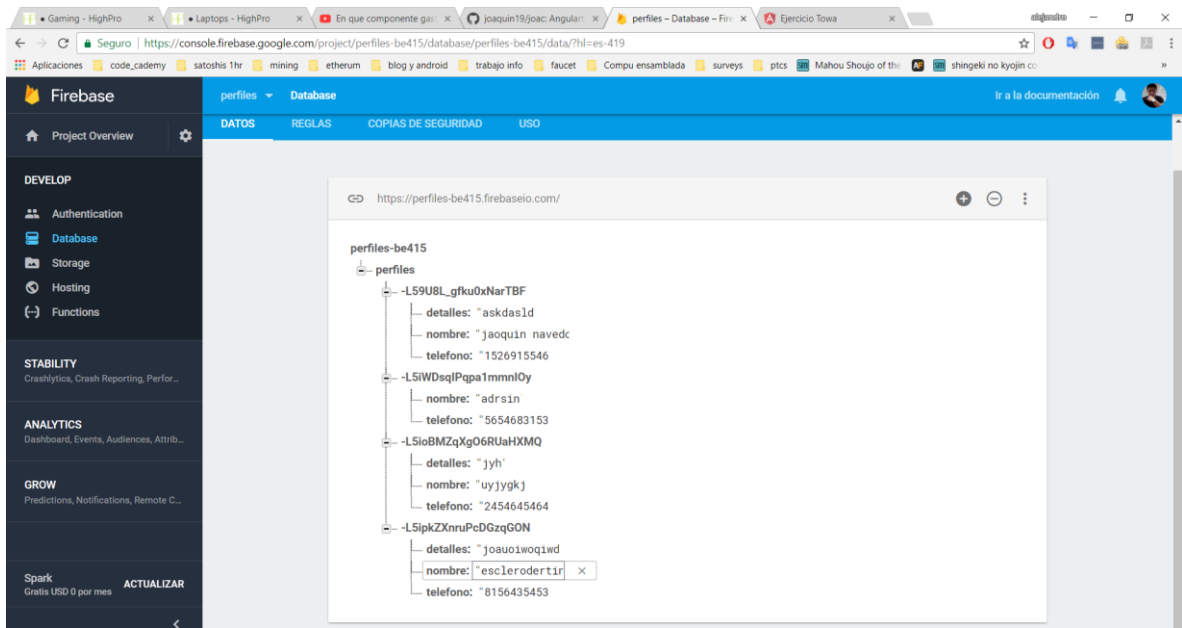 • Gaming - HighPro
• Laptops - HighPro
En que componente gas
joaquin19/joac: Angular
perfiles – Database – Fire
Ejercicio Towa
alejandro
Seguro | https://console.firebase.google.com/project/perfiles-be415/database/perfiles-be415/data/?hl=es-419
Aplicaciones code_cademy satoshis 1hr mining etherum blog y android trabajo info faucet Compu ensamblada surveys ptcs Mahou Shoujo of the shingeki no kyojin co
Firebase
perfiles Database Ir a la documentación
Project Overview
DATOS REGLAS COPIAS DE SEGURIDAD USO
DEVELOP
Authentication
Database
Storage
Hosting
Functions
STABILITY
Crashlytics, Crash Reporting, Perfor...
ANALYTICS
Dashboard, Events, Audiences, Attrib...
GROW
Predictions, Notifications, Remote C...
Spark
Gratis USD 0 por mes
ACTUALIZAR
https://perfiles-be415.firebaseio.com/
perfiles-be415
perfiles
-L59U8L_gfku0xNarTBF
detalles: "askdasld
nombre: "jaoquin navedo
telefono: "1526915546
-L5iWDsqIPqpa1mmnIOy
nombre: "adrsin
telefono: "5654683153
-L5ioBMZqXgO6RUaHXMQ
detalles: "jyh'
nombre: "uyjygkj
telefono: "2454645464
-L5ipkZXnruPcDGzqGON
detalles: "joauoiwoqiwd
nombre: "esclerodertin
telefono: "8156435453